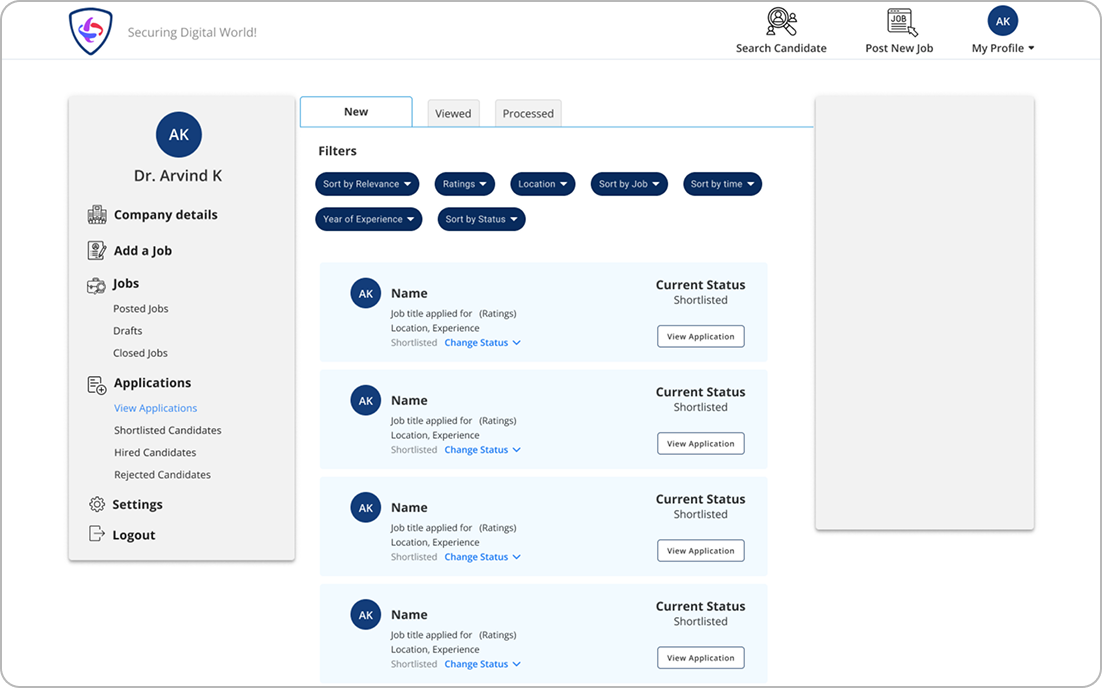 Securing Digital World!
Search Candidate
JOB
Post New Job
AK
My Profile
AK
Dr. Arvind K
Company details
Add a Job
Jobs
Posted Jobs
Drafts
Closed Jobs
Applications
View Applications
Shortlisted Candidates
Hired Candidates
Rejected Candidates
Settings
Logout
New Viewed Processed
Filters
Sort by Relevance Ratings Location Sort by Job Sort by time
Year of Experience Sort by Status
AK
Name
Job title applied for (Ratings)
Location, Experience
Shortlisted Change Status
Current Status
Shortlisted
View Application
AK
Name
Job title applied for (Ratings)
Location, Experience
Shortlisted Change Status
Current Status
Shortlisted
View Application
AK
Name
Job title applied for (Ratings)
Location, Experience
Shortlisted Change Status
Current Status
Shortlisted
View Application
AK
Name
Job title applied for (Ratings)
Location, Experience
Shortlisted Change Status
Current Status
Shortlisted
View Application